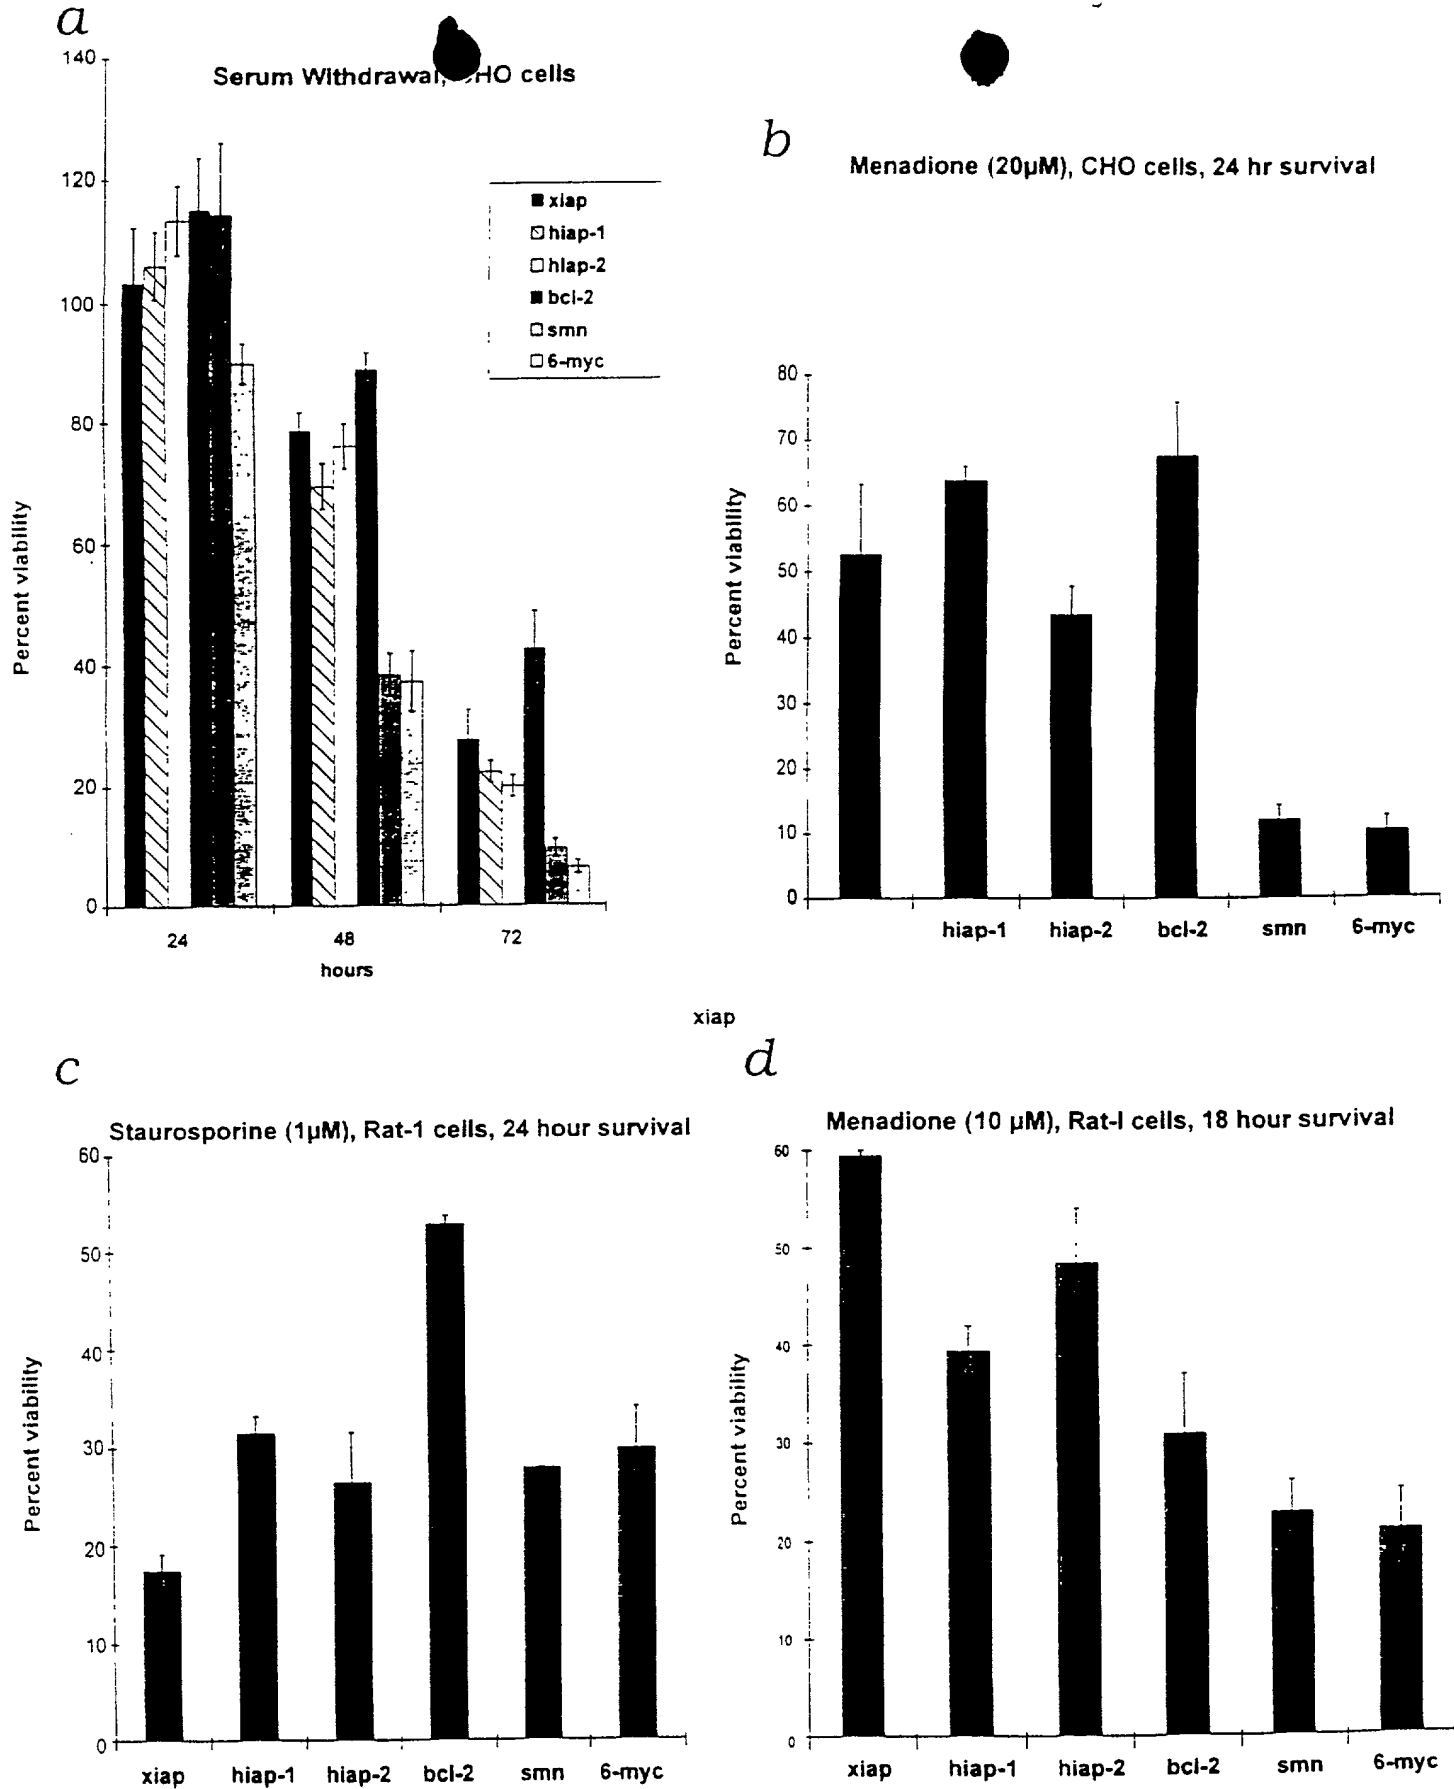 a
Serum Withdrawal, CHO cells
140
120
100
80
60
40
20
0
Percent viability
24
48
72
hours
xiap
hiap-1
hiap-2
bcl-2
smn
6-myc
b
Menadione (20µM), CHO cells, 24 hr survival
80
70
60
50
40
30
20
10
0
Percent viability
hiap-1
hiap-2
bcl-2
smn
6-myc
xiap
c
Staurosporine (1µM), Rat-1 cells, 24 hour survival
60
50
40
30
20
10
0
Percent viability
xiap
hiap-1
hiap-2
bcl-2
smn
6-myc
d
Menadione (10 µM), Rat-I cells, 18 hour survival
60
50
40
30
20
10
0
Percent viability
xiap
hiap-1
hiap-2
bcl-2
smn
6-myc